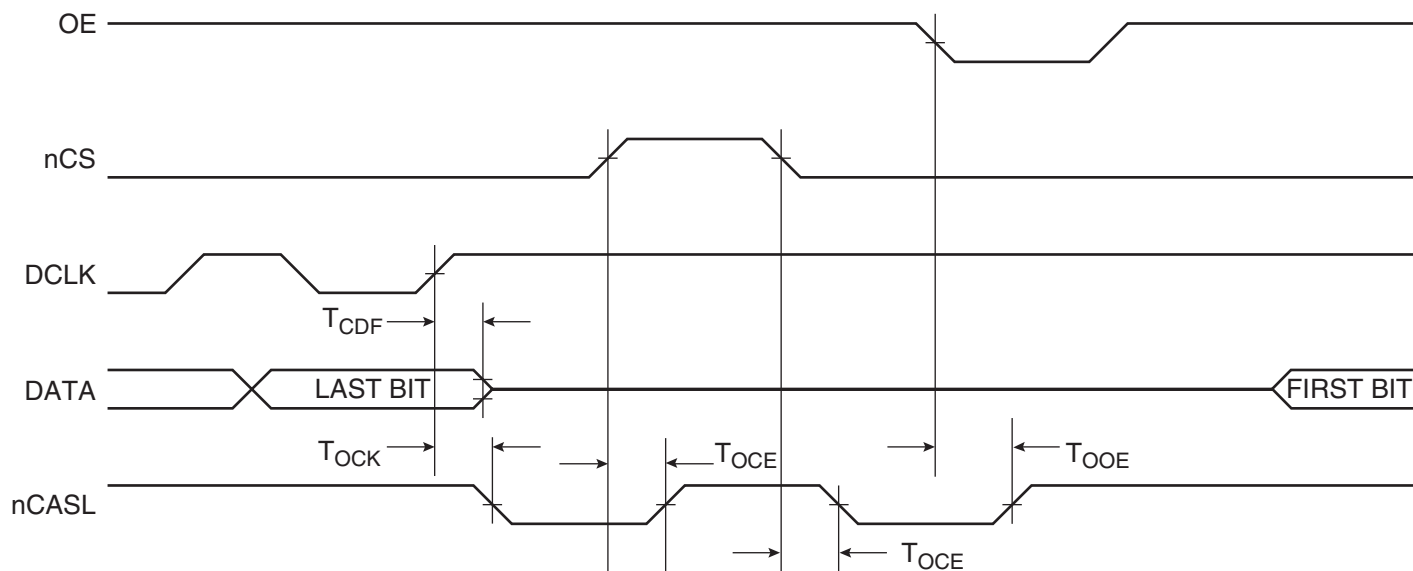 OE
nCS
DCLK
TCDF
DATA
LAST BIT
FIRST BIT
TOCK
TOCE
TOOE
nCASL
TOCE